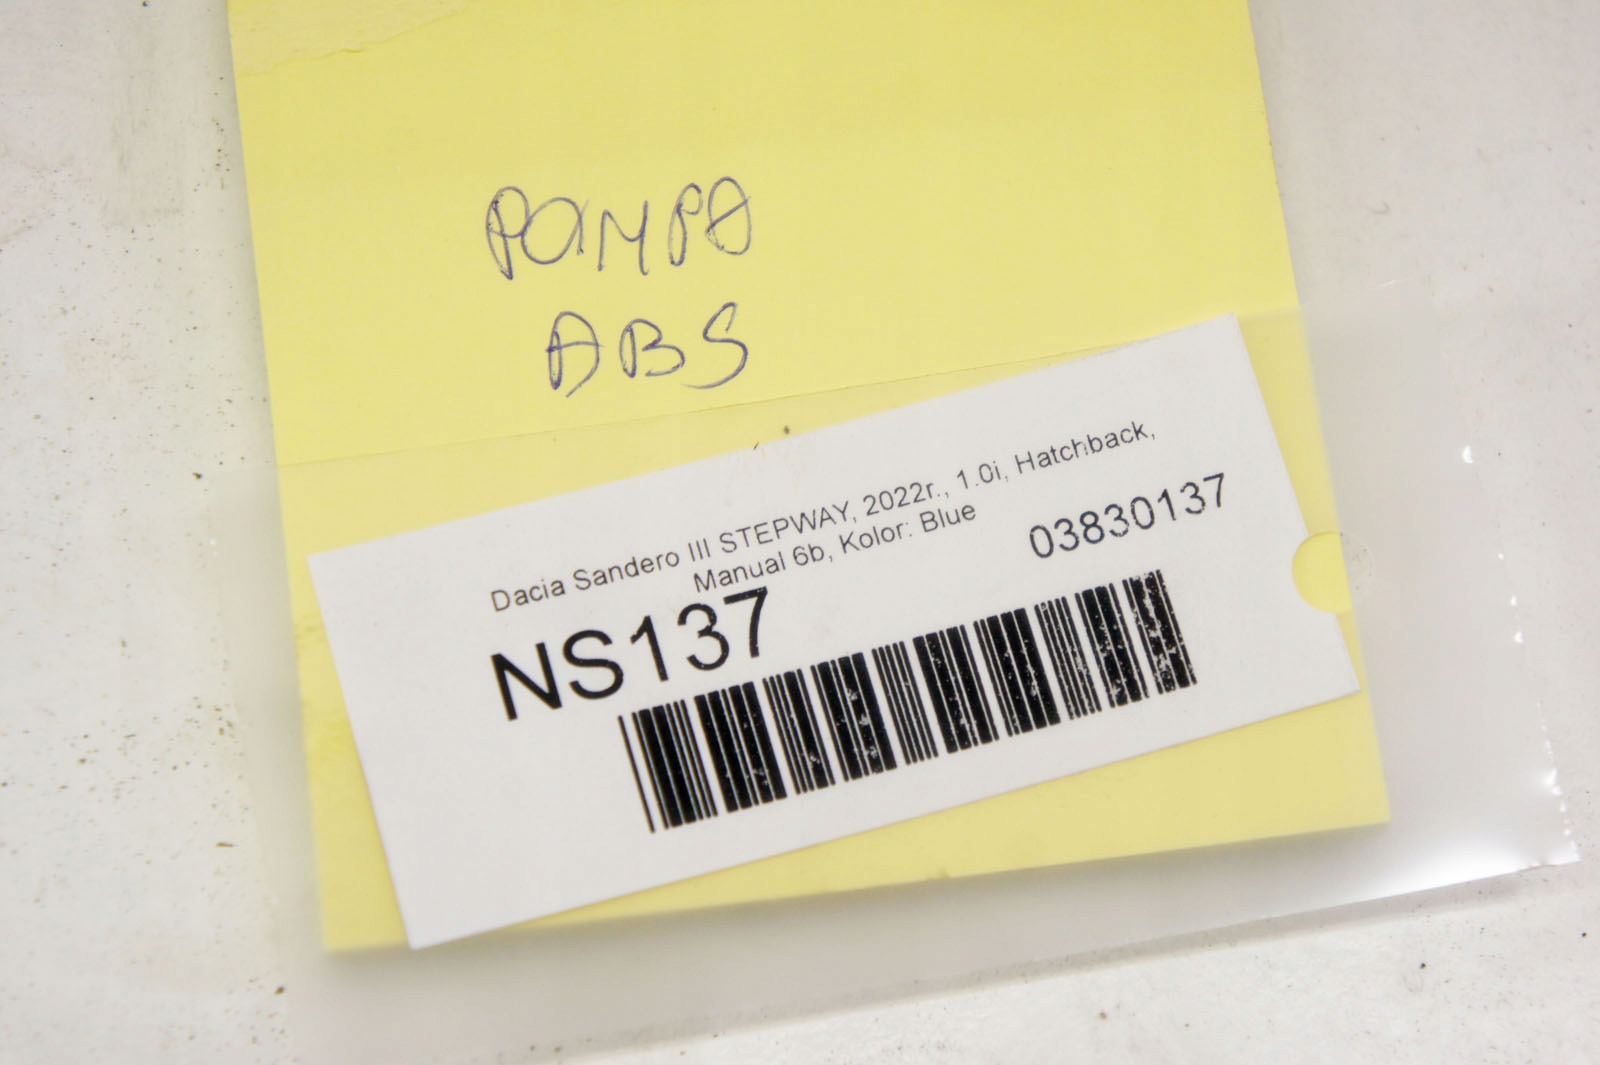 POMPA
ABS
Dacia Sandero III STEPWAY, 2022r., 1.0i, Hatchback,
Manual 6b, Kolor: Blue
03830137
NS137